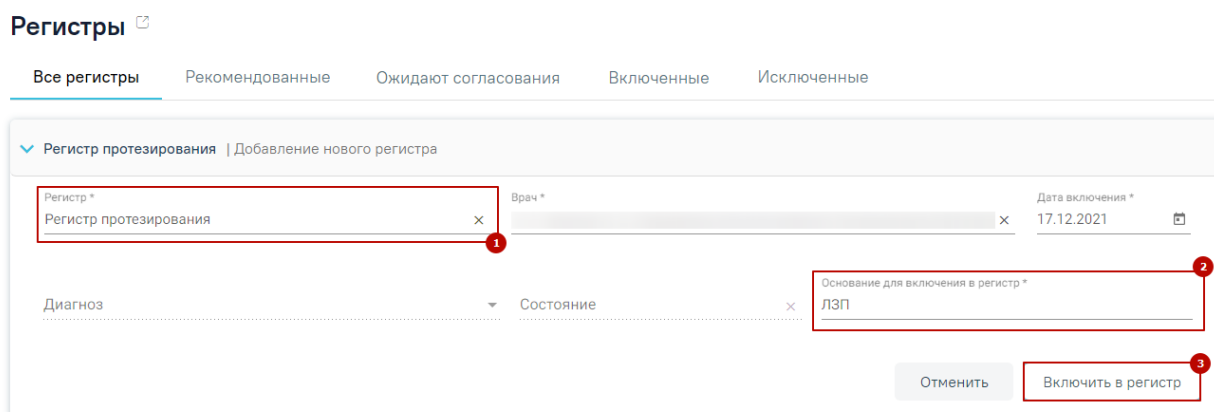 Регистры
Все регистры Рекомендованные Ожидают согласования Включенные Исключенные
Регистр протезирования | Добавление нового регистра
Регистр * Врач * Дата включения *
Регистр протезирования 17.12.2021
1
2
Основание для включения в регистр *
Диагноз Состояние ЛЗП
3
Отменить Включить в регистр